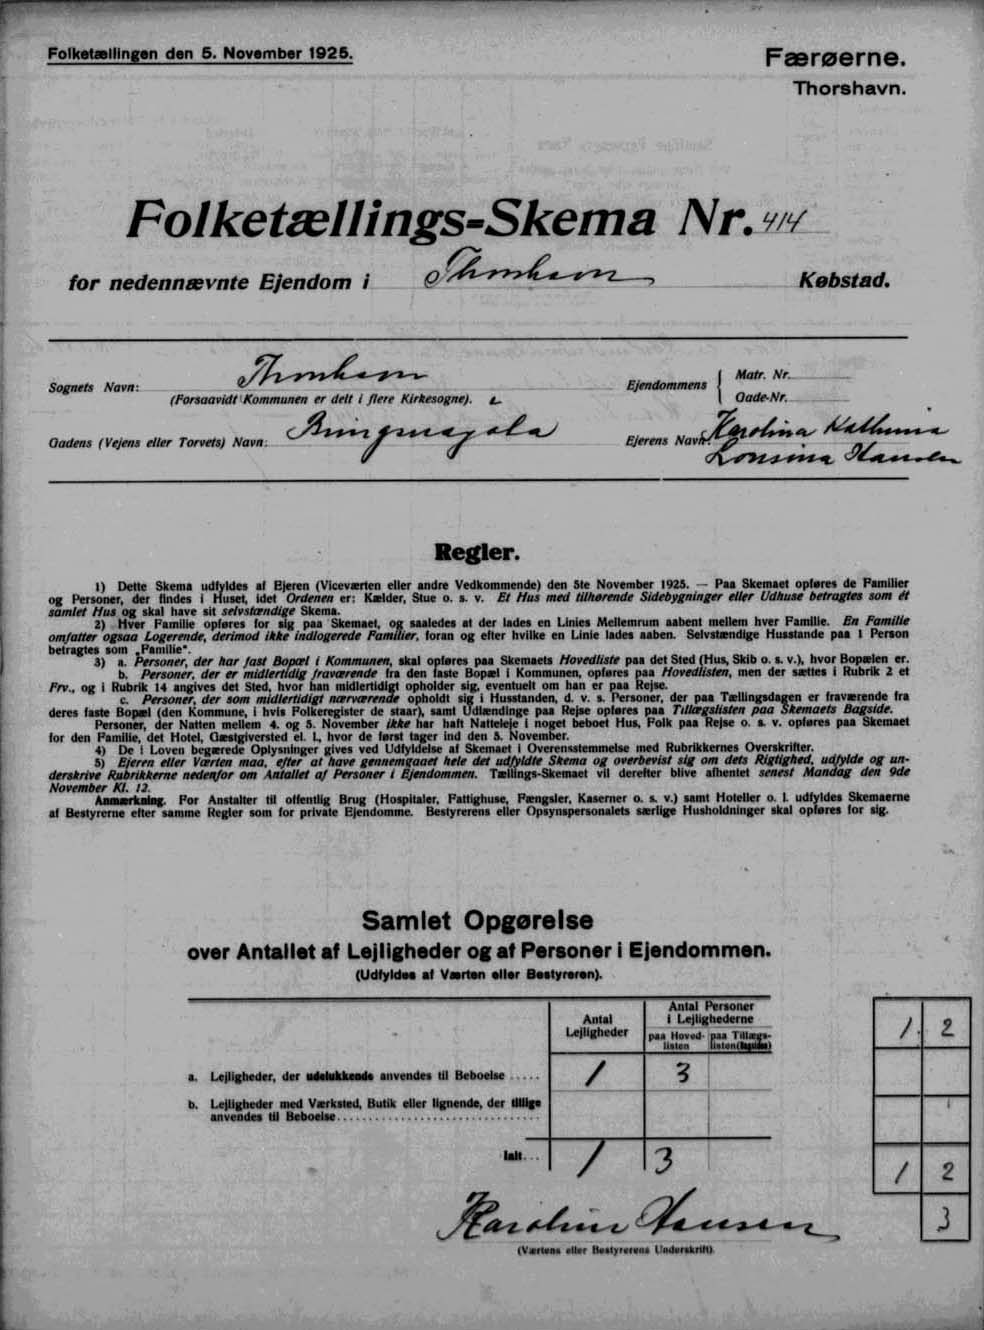 Folketællingen den 5. November 1925.
Færøerne.
Thorshavn.
Folketællings-Skema Nr. 414
for nedennævnte Ejendom i Thorshavn Købstad.
Sognets Navn: Thorshavn
(Forsaavidt Kommunen er delt i flere Kirkesogne).
Ejendommens { Matr. Nr.
Gade-Nr.
Gadens (Vejens eller Torvets) Navn:
Ejerens Navn: Karolina Kathrina
Hansen
Regler.
1) Dette Skema udfyldes af Ejeren (Viceværten eller andre Vedkommende) den 5te November 1925. — Paa Skemaet opføres de Familier
og Personer, der findes i Huset, idet Ordenen er: Kælder, Stue o. s. v. Et Hus med tilhørende Sidebygninger eller Udhuse betragtes som ét
samlet Hus og skal have sit selvstændige Skema.
2) Hver Familie opføres for sig paa Skemaet, og saaledes at der lades en Linies Mellemrum aabent mellem hver Familie. En Familie
omfatter ogsaa Logerende, derimod ikke indlogerede Familier, foran og efter hvilke en Linie lades aaben. Selvstændige Husstande paa 1 Person
betragtes som „Familie".
3) a. Personer, der har fast Bopæl i Kommunen, skal opføres paa Skemaets Hovedliste paa det Sted (Hus, Skib o. s. v.), hvor Bopælen er.
b. Personer, der er midlertidig fraværende fra den faste Bopæl i Kommunen, opføres paa Hovedlisten, men der sættes i Rubrik 2 et
Frv., og i Rubrik 14 angives det Sted, hvor han midlertidigt opholder sig, eventuelt om han er paa Rejse.
c. Personer, der som midlertidigt nærværende opholdt sig i Husstanden, d. v. s. Personer, der paa Tællingsdagen er fraværende fra
deres faste Bopæl (den Kommune, i hvis Folkeregister de staar), samt Udlændinge paa Rejse opføres paa Tillægslisten paa Skemaets Bagside.
Personer, der Natten mellem 4. og 5. November ikke har haft Natteleje i noget beboet Hus, Folk paa Rejse o. s. v. opføres paa Skemaet
for den Familie, det Hotel, Gæstgiversted el. l., hvor de først tager ind den 5. November.
4) De i Loven begærede Oplysninger gives ved Udfyldelse af Skemaet i Overensstemmelse med Rubrikkernes Overskrifter.
5) Ejeren eller Værten maa, efter at have gennemgaaet hele det udfyldte Skema og overbevist sig om dets Rigtighed, udfylde og un-
derskrive Rubrikkerne nedenfor om Antallet af Personer i Ejendommen. Tællings-Skemaet vil derefter blive afhentet senest Mandag den 9de
November Kl. 12.
Anmærkning. For Anstalter til offentlig Brug (Hospitaler, Fattighuse, Fængsler, Kaserner o. s. v.) samt Hoteller o. l. udfyldes Skemaerne
af Bestyrerne efter samme Regler som for private Ejendomme. Bestyrerens eller Opsynspersonalets særlige Husholdninger skal opføres for sig.
Samlet Opgørelse
over Antallet af Lejligheder og af Personer i Ejendommen.
(Udfyldes af Værten eller Bestyreren).
Antal
Lejligheder
Antal Personer
i Lejlighederne
paa Hoved-
listen
paa Tillægs-
listen (Bagsiden)
a. Lejligheder, der udelukkende anvendes til Beboelse ..... 1 3
b. Lejligheder med Værksted, Butik eller lignende, der tillige
anvendes til Beboelse
Ialt... 1 3
1. 2
1 2
3
Karolina Hansen
(Værtens eller Bestyrerens Underskrift).